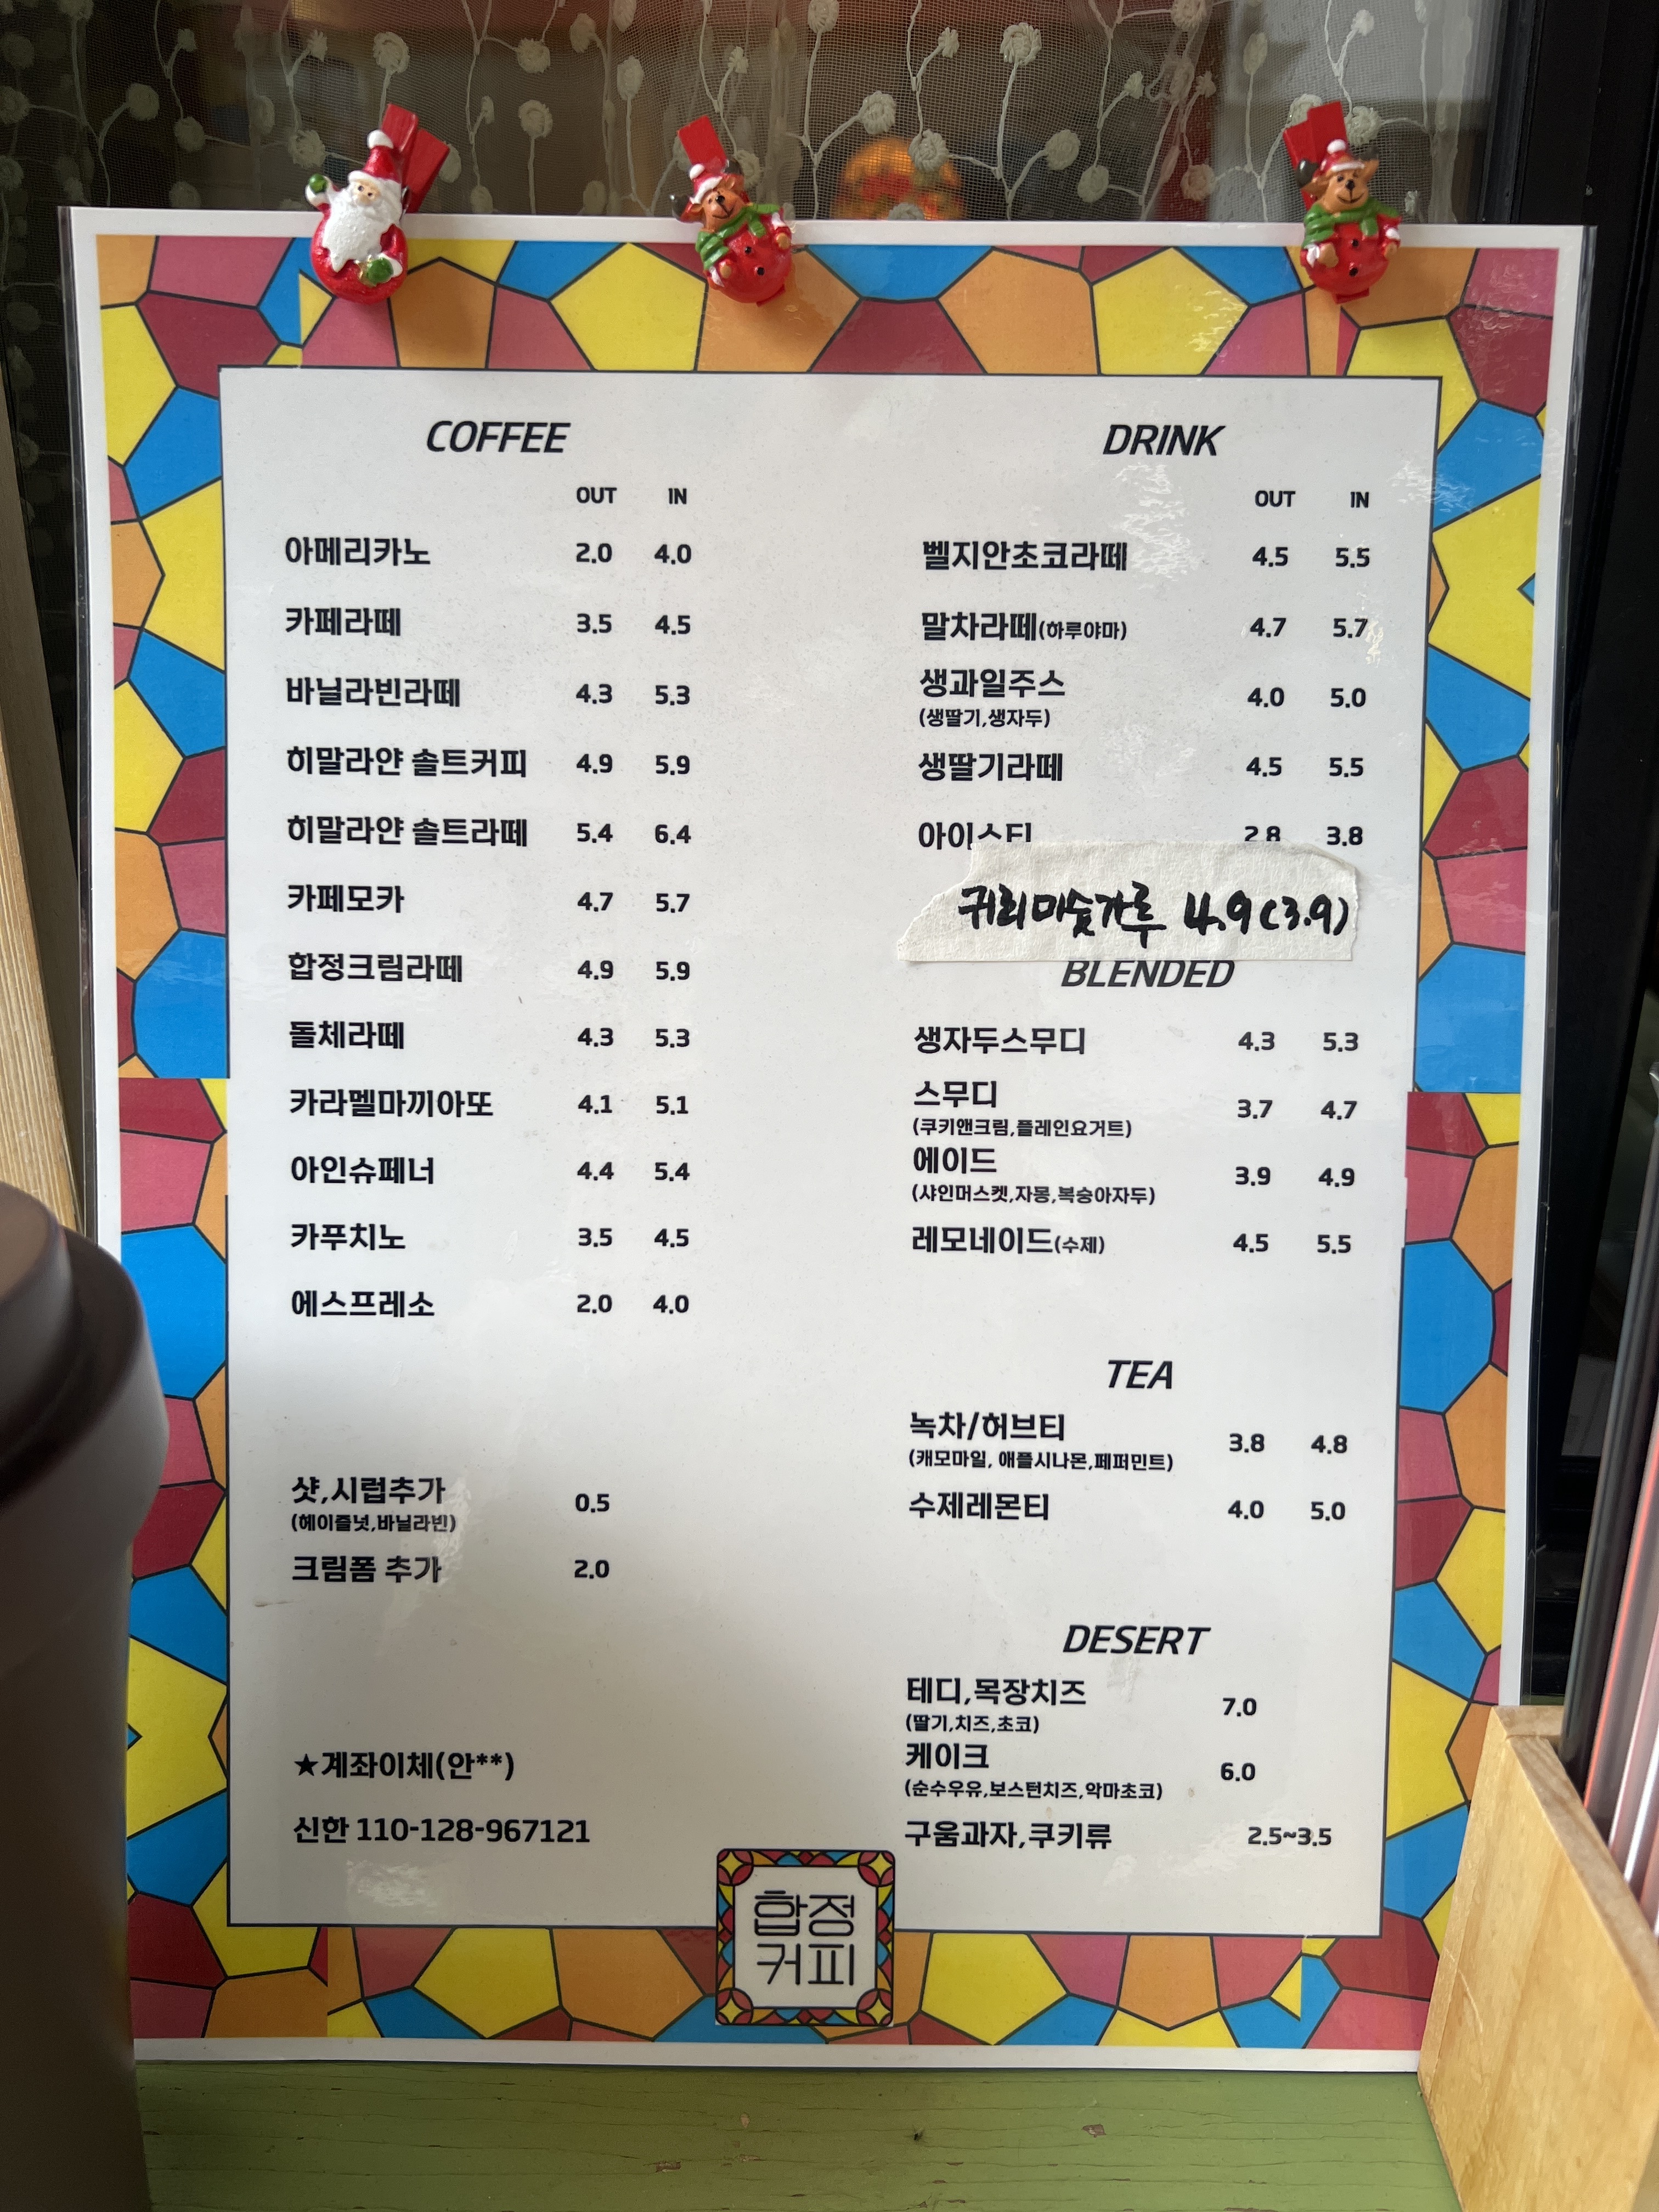 COFFEE
OUT IN
아메리카노 2.0 4.0
카페라떼 3.5 4.5
바닐라빈라떼 4.3 5.3
히말라얀 솔트커피 4.9 5.9
히말라얀 솔트라떼 5.4 6.4
카페모카 4.7 5.7
합정크림라떼 4.9 5.9
돌체라떼 4.3 5.3
카라멜마끼아또 4.1 5.1
아인슈페너 4.4 5.4
카푸치노 3.5 4.5
에스프레소 2.0 4.0
샷,시럽추가 0.5
(헤이즐넛,바닐라빈)
크림폼 추가 2.0
★계좌이체(안**)
신한 110-128-967121
DRINK
OUT IN
벨지안초코라떼 4.5 5.5
말차라떼(하루야마) 4.7 5.7
생과일주스 4.0 5.0
(생딸기,생자두)
생딸기라떼 4.5 5.5
아이스티 2.8 3.8
귀리미숫가루 4.9(3.9)
BLENDED
생자두스무디 4.3 5.3
스무디 3.7 4.7
(쿠키앤크림,플레인요거트)
에이드 3.9 4.9
(샤인머스켓,자몽,복숭아자두)
레모네이드(수제) 4.5 5.5
TEA
녹차/허브티 3.8 4.8
(캐모마일, 애플시나몬,페퍼민트)
수제레몬티 4.0 5.0
DESERT
테디,목장치즈 7.0
(딸기,치즈,초코)
케이크 6.0
(순수우유,보스턴치즈,악마초코)
구움과자,쿠키류 2.5~3.5
합정
커피